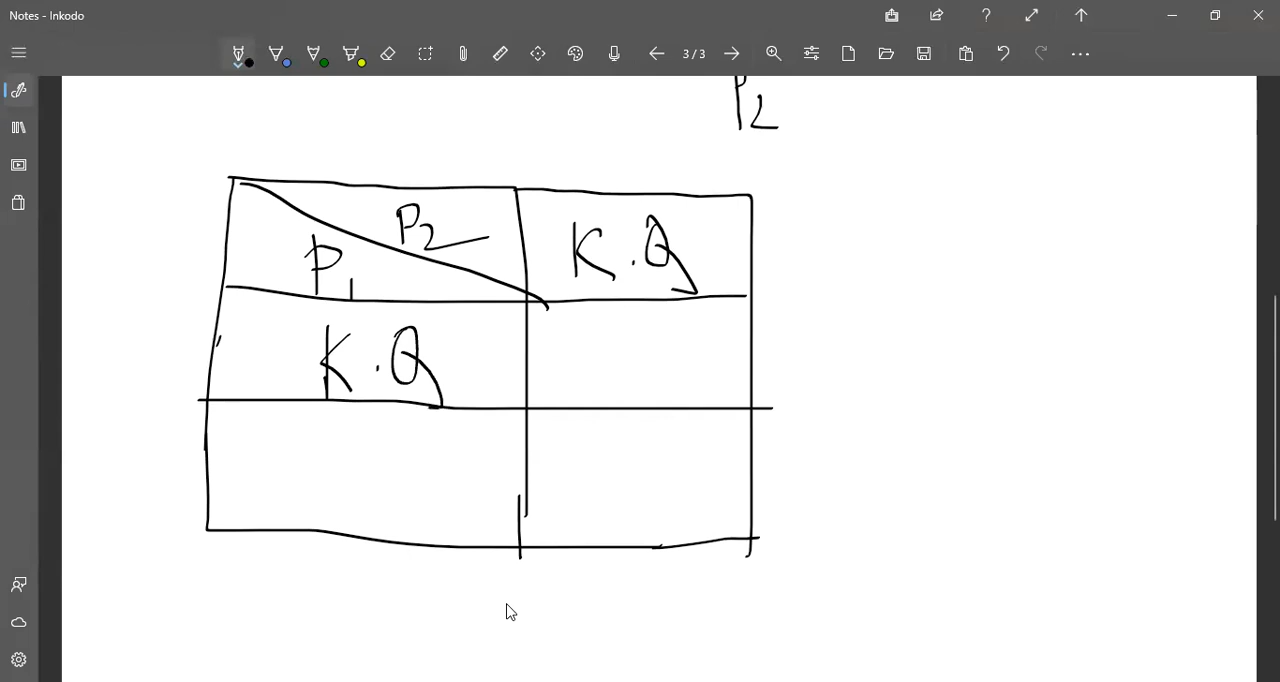 Notes - Inkodo
3/3
P2
P2
P1
K.Q
K.Q